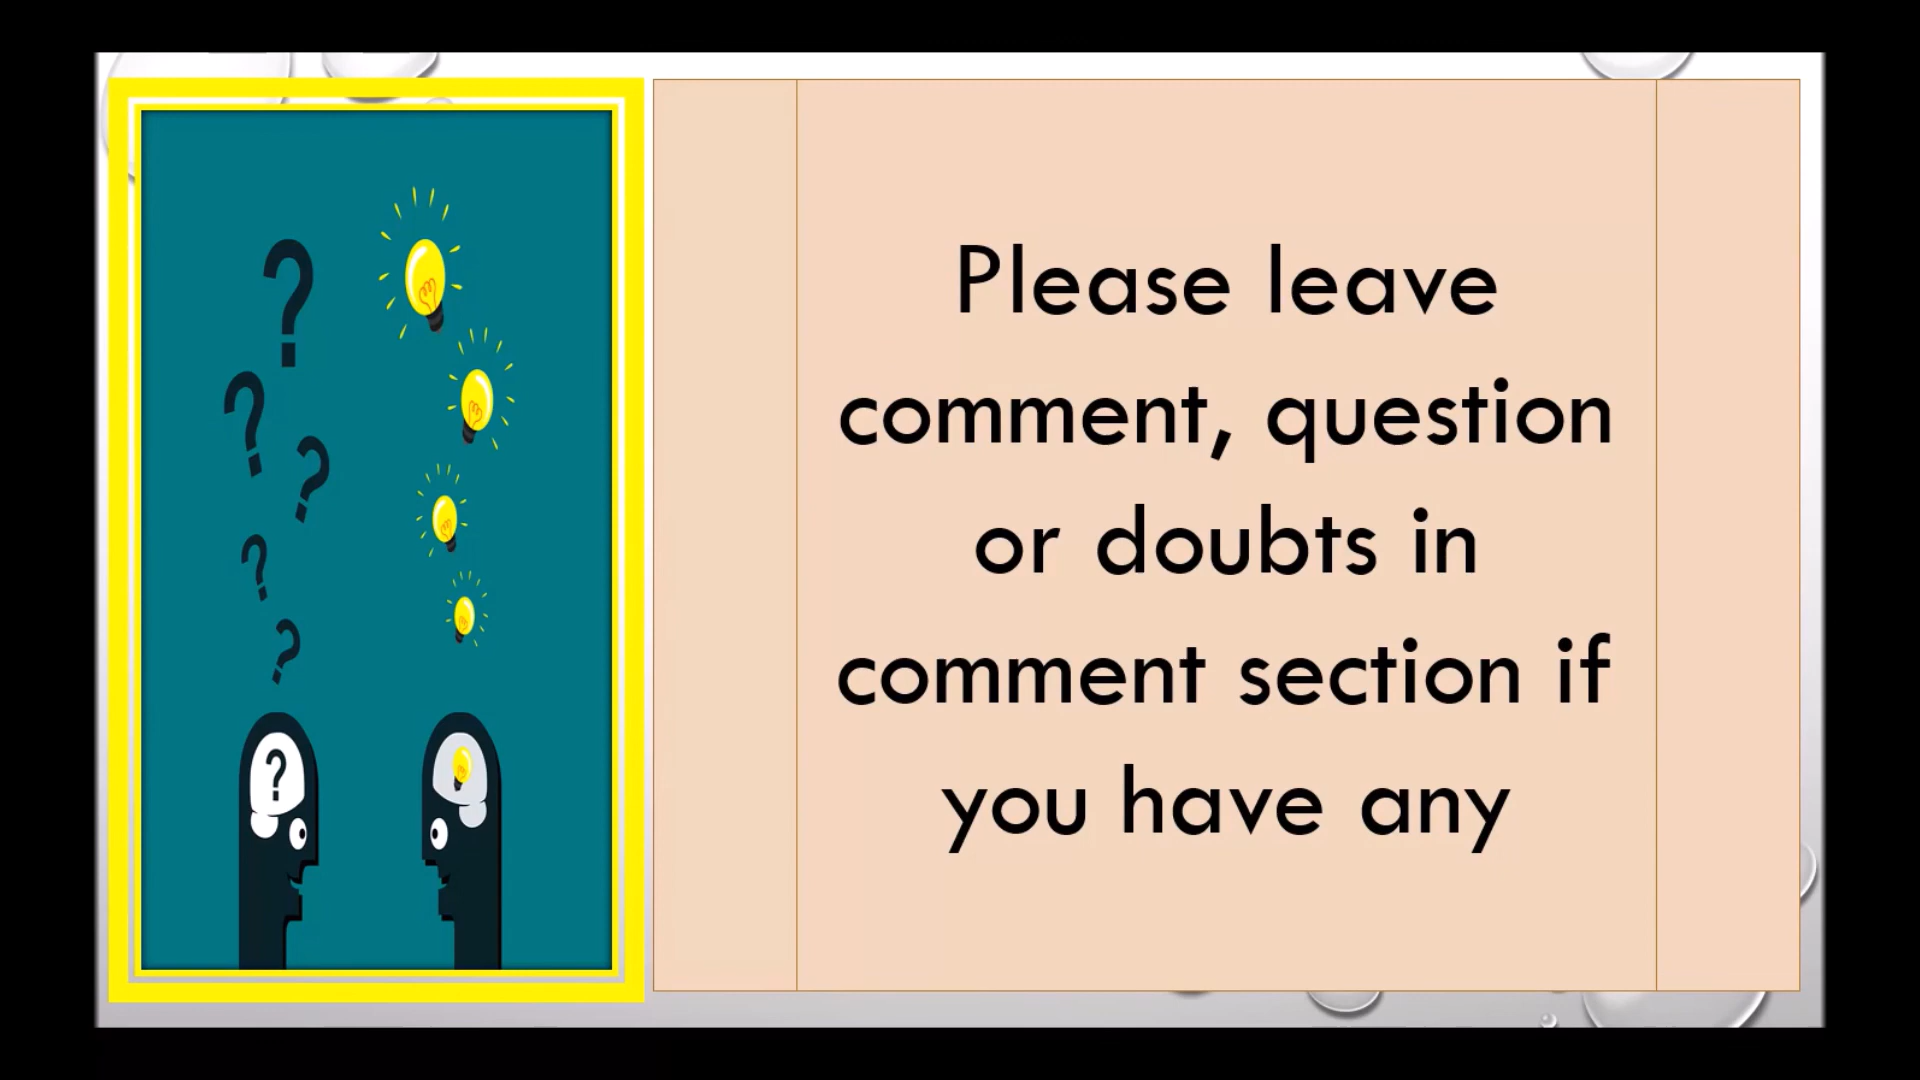 Please leave
comment, question
or doubts in
comment section if
you have any